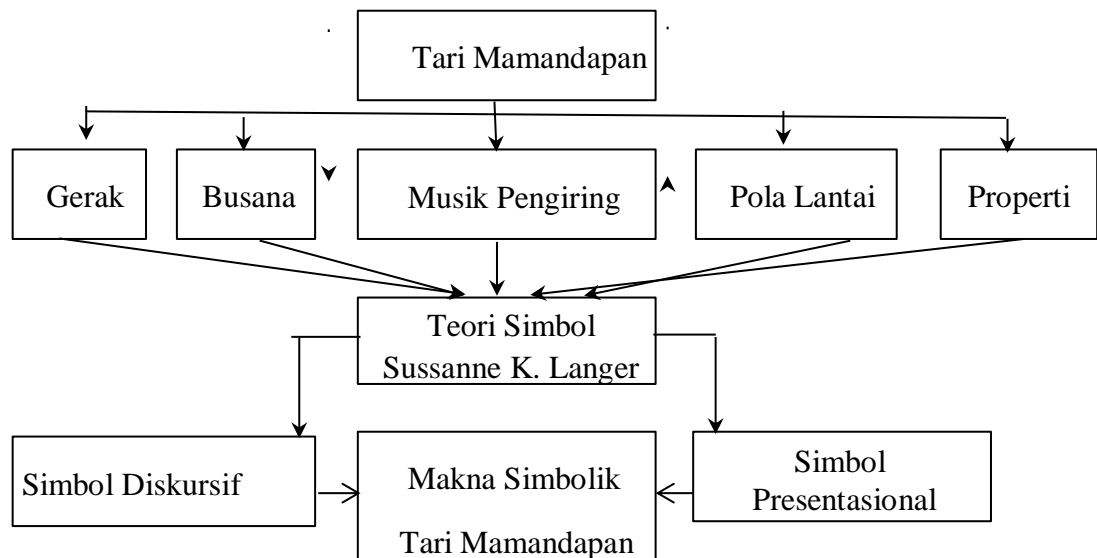 Tari Mamandapan
Gerak
Busana
Musik Pengiring
Pola Lantai
Properti
Teori Simbol
Sussanne K. Langer
Simbol Diskursif
Makna Simbolik
Tari Mamandapan
Simbol
Presentasional